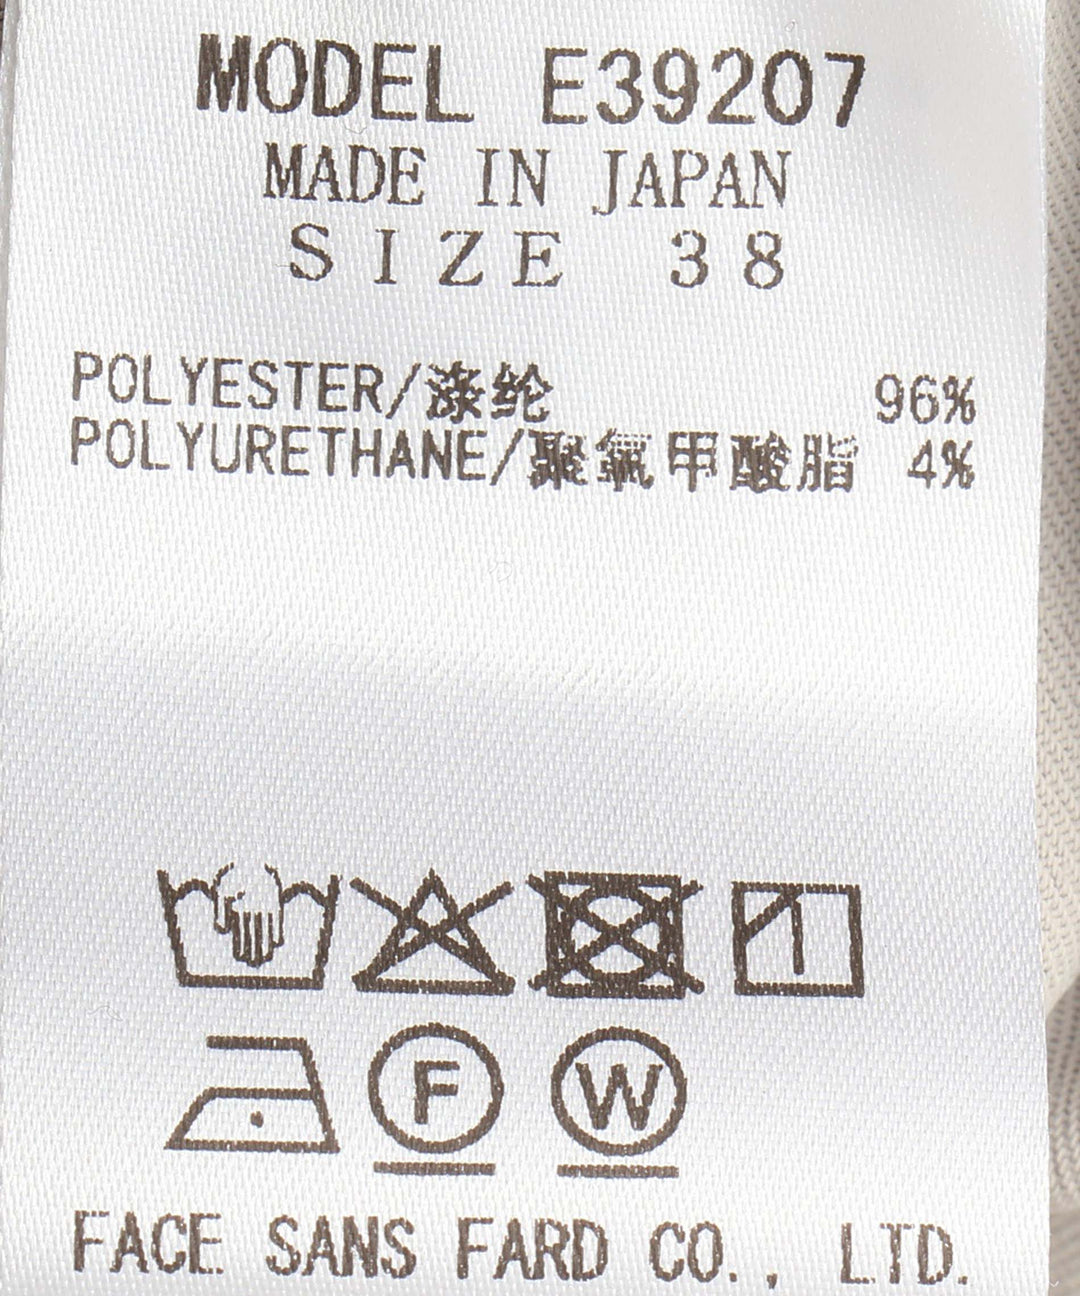 MODEL E39207
MADE IN JAPAN
SIZE 38
POLYESTER/涤纶 96%
POLYURETHANE/聚氨甲酸脂 4%
F W
FACE SANS FARD CO., LTD.